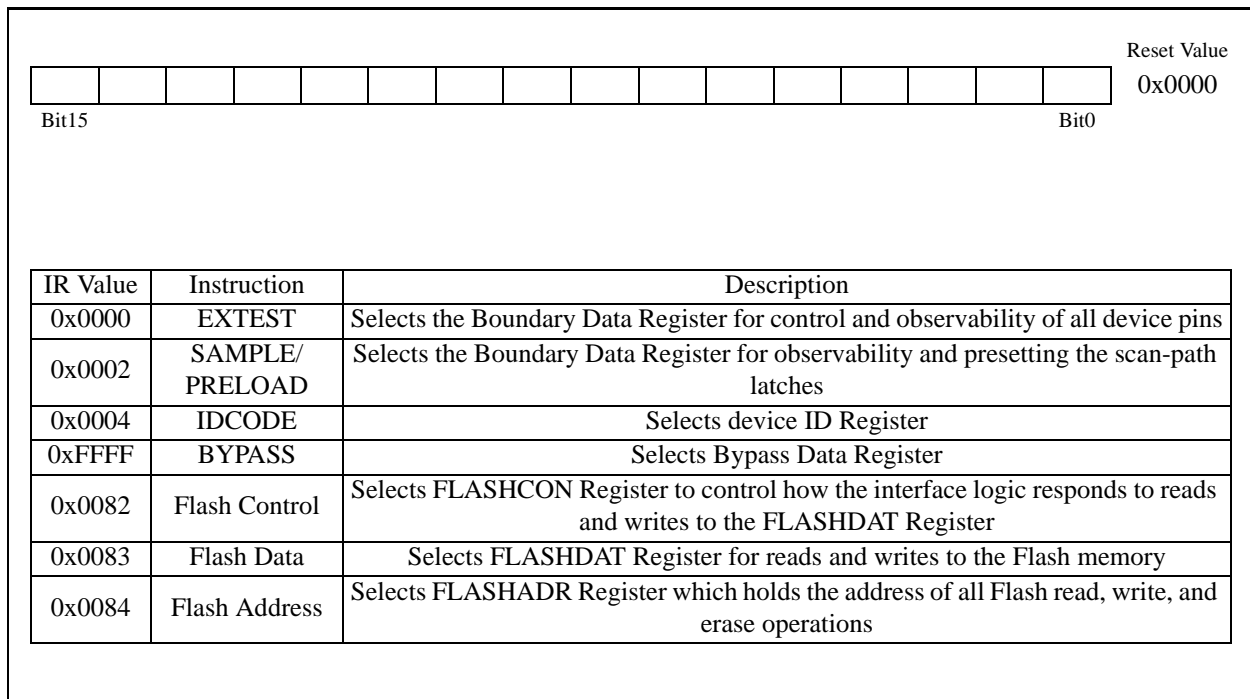 Reset Value
0x0000
Bit15
Bit0
IR Value Instruction Description
0x0000 EXTEST Selects the Boundary Data Register for control and observability of all device pins
0x0002 SAMPLE/
PRELOAD Selects the Boundary Data Register for observability and presetting the scan-path
latches
0x0004 IDCODE Selects device ID Register
0xFFFF BYPASS Selects Bypass Data Register
0x0082 Flash Control Selects FLASHCON Register to control how the interface logic responds to reads
and writes to the FLASHDAT Register
0x0083 Flash Data Selects FLASHDAT Register for reads and writes to the Flash memory
0x0084 Flash Address Selects FLASHADR Register which holds the address of all Flash read, write, and
erase operations